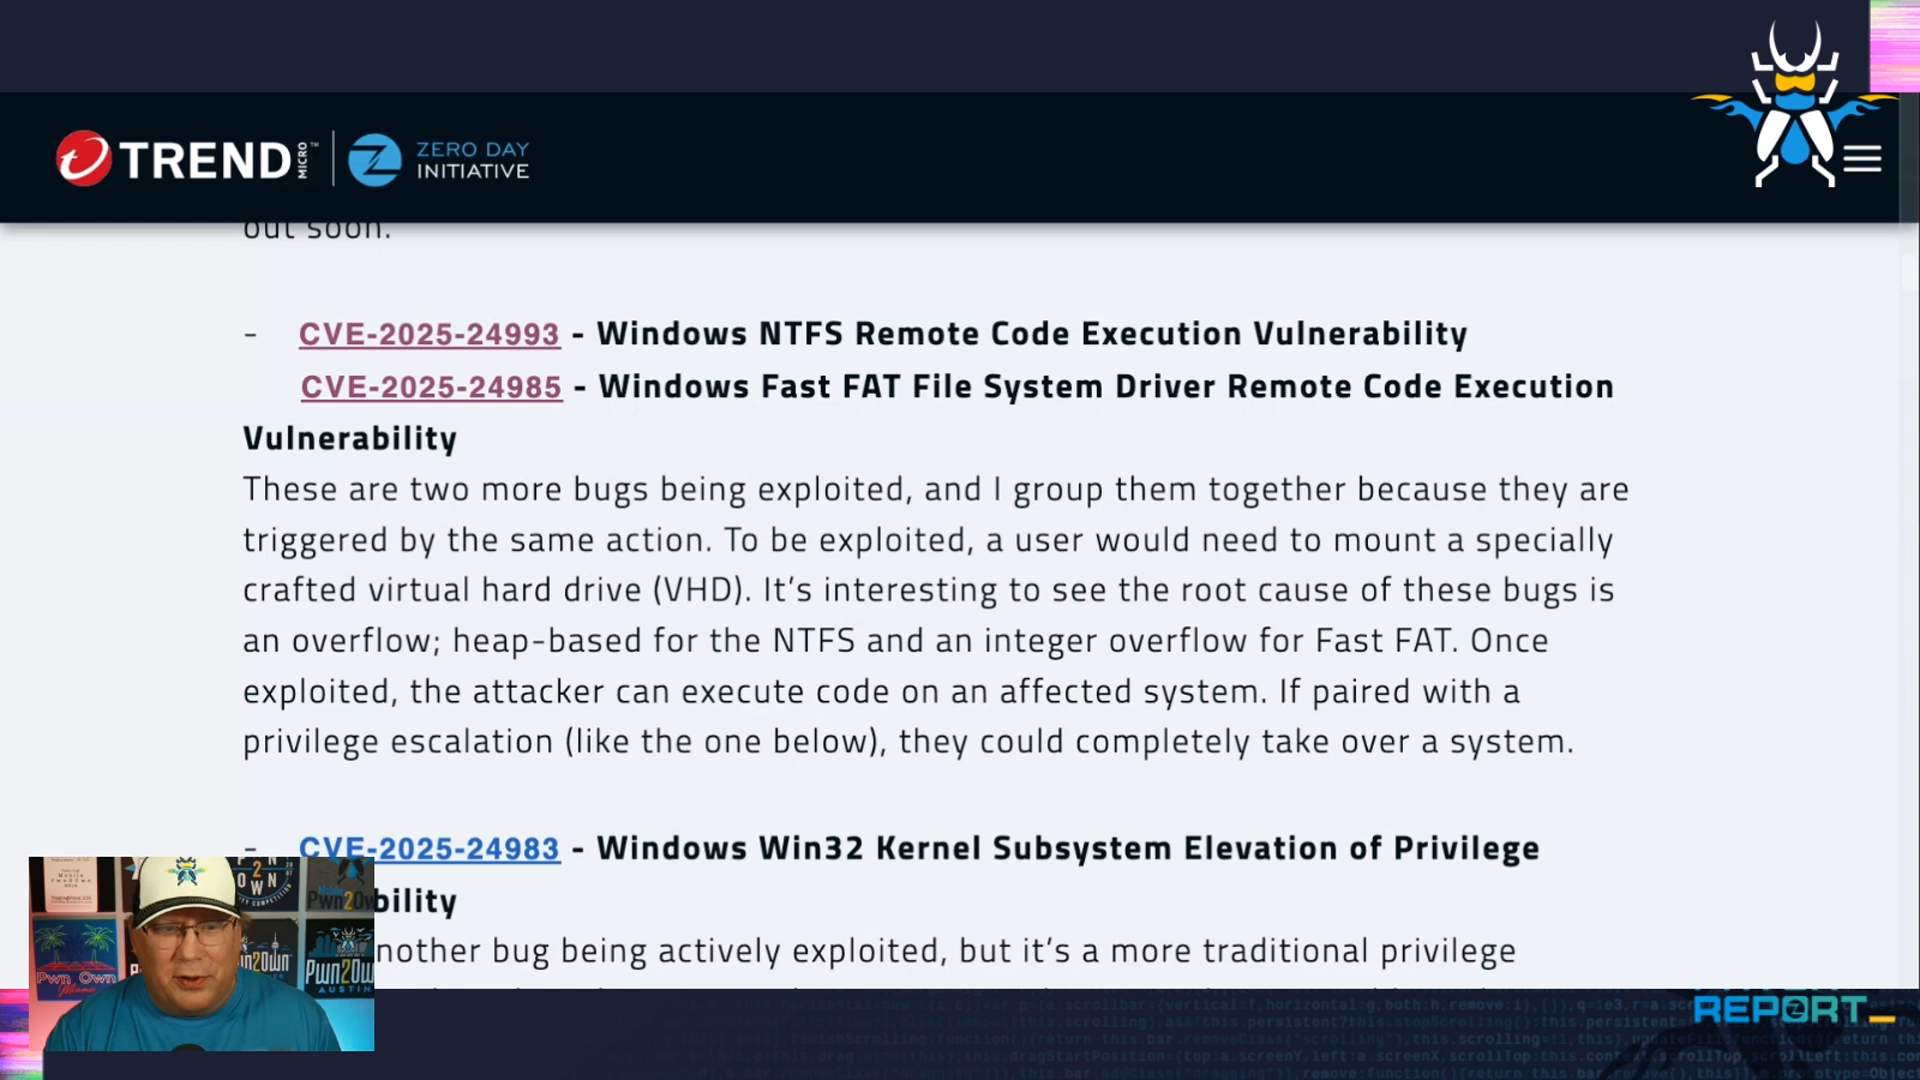 TREND MICRO™ ZERO DAY
INITIATIVE
out soon.
- CVE-2025-24993 - Windows NTFS Remote Code Execution Vulnerability
CVE-2025-24985 - Windows Fast FAT File System Driver Remote Code Execution
Vulnerability
These are two more bugs being exploited, and I group them together because they are
triggered by the same action. To be exploited, a user would need to mount a specially
crafted virtual hard drive (VHD). It’s interesting to see the root cause of these bugs is
an overflow; heap-based for the NTFS and an integer overflow for Fast FAT. Once
exploited, the attacker can execute code on an affected system. If paired with a
privilege escalation (like the one below), they could completely take over a system.
- CVE-2025-24983 - Windows Win32 Kernel Subsystem Elevation of Privilege
bility
nother bug being actively exploited, but it’s a more traditional privilege
Pwn Own
Miami
Pwn2Own
AUSTIN
REPORT_